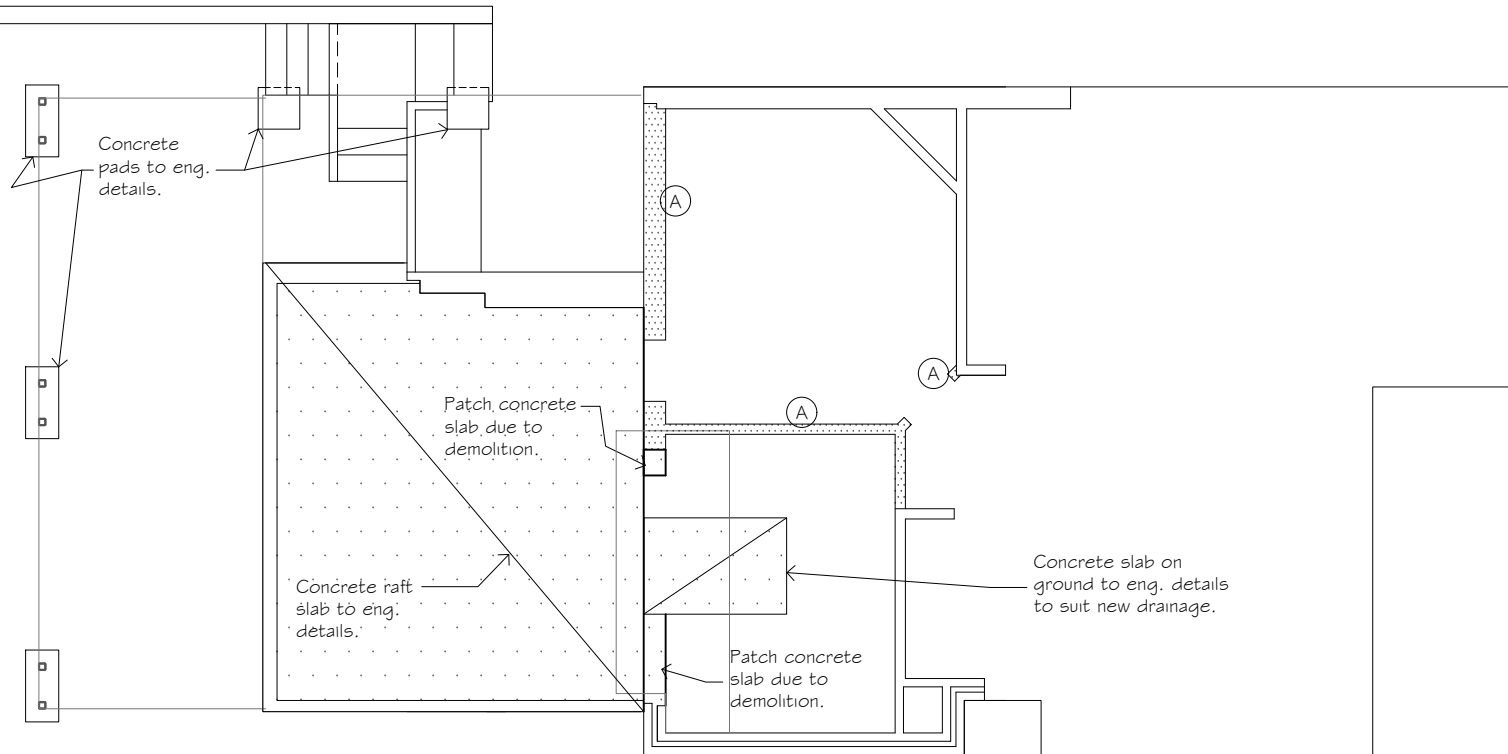 Concrete
pads to eng.
details.
A
A
A
Patch concrete
slab due to
demolition.
Concrete raft
slab to eng.
details.
Concrete slab on
ground to eng. details
to suit new drainage.
Patch concrete
slab due to
demolition.